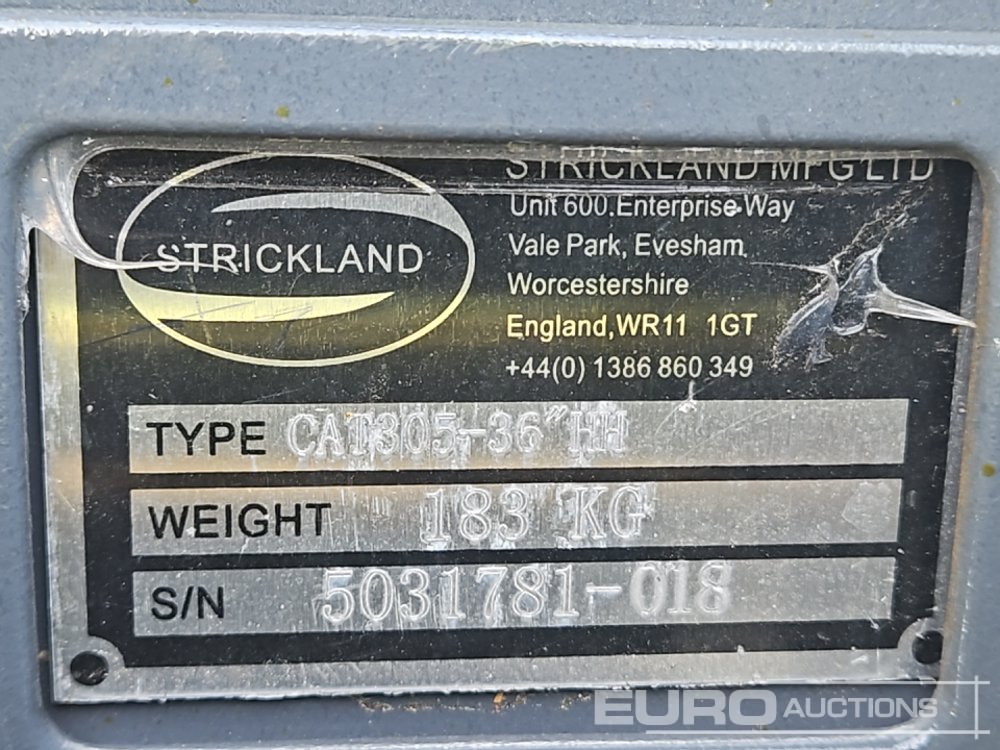 STRICKLAND
STRICKLAND MFG LTD
Unit 600.Enterprise Way
Vale Park, Evesham
Worcestershire
England,WR11 1GT
+44(0) 1386 860 349
TYPE CAT305-36"HH
WEIGHT 183 KG
S/N 5031781-018
EURO AUCTIONS